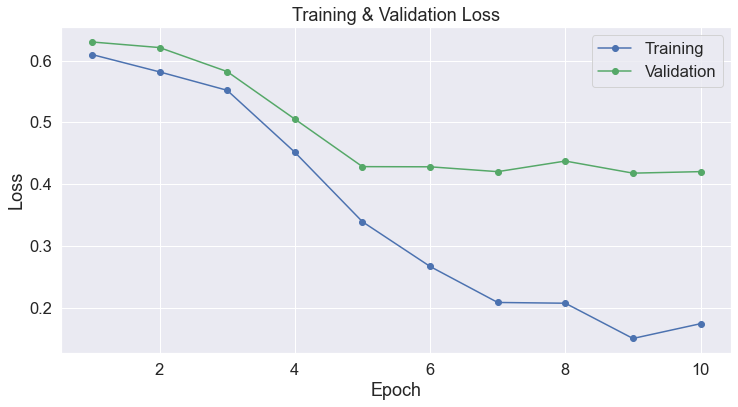 Training & Validation Loss
Training
Validation
Loss
0.6
0.5
0.4
0.3
0.2
2 4 6 8 10
Epoch